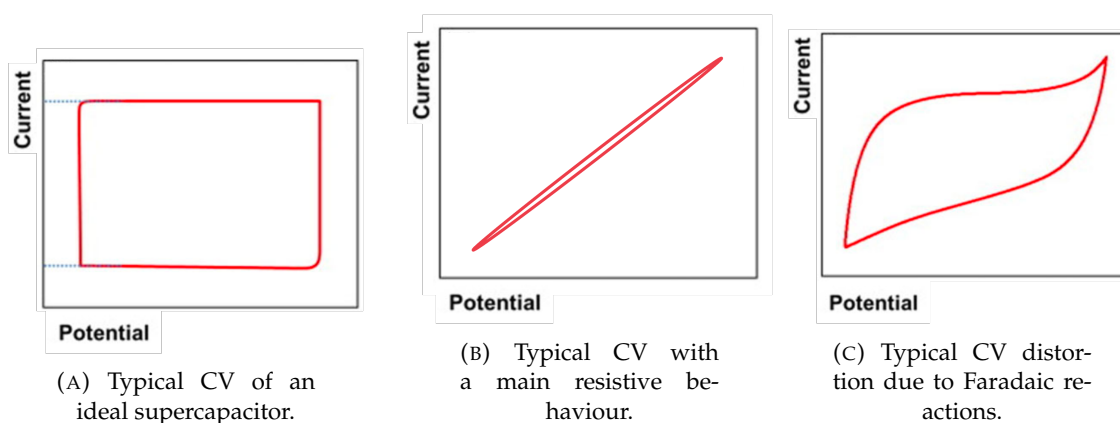 Current
Potential
(A) Typical CV of an
ideal supercapacitor.
Current
Potential
(B) Typical CV with
a main resistive be-
haviour.
Current
Potential
(C) Typical CV distor-
tion due to Faradaic re-
actions.